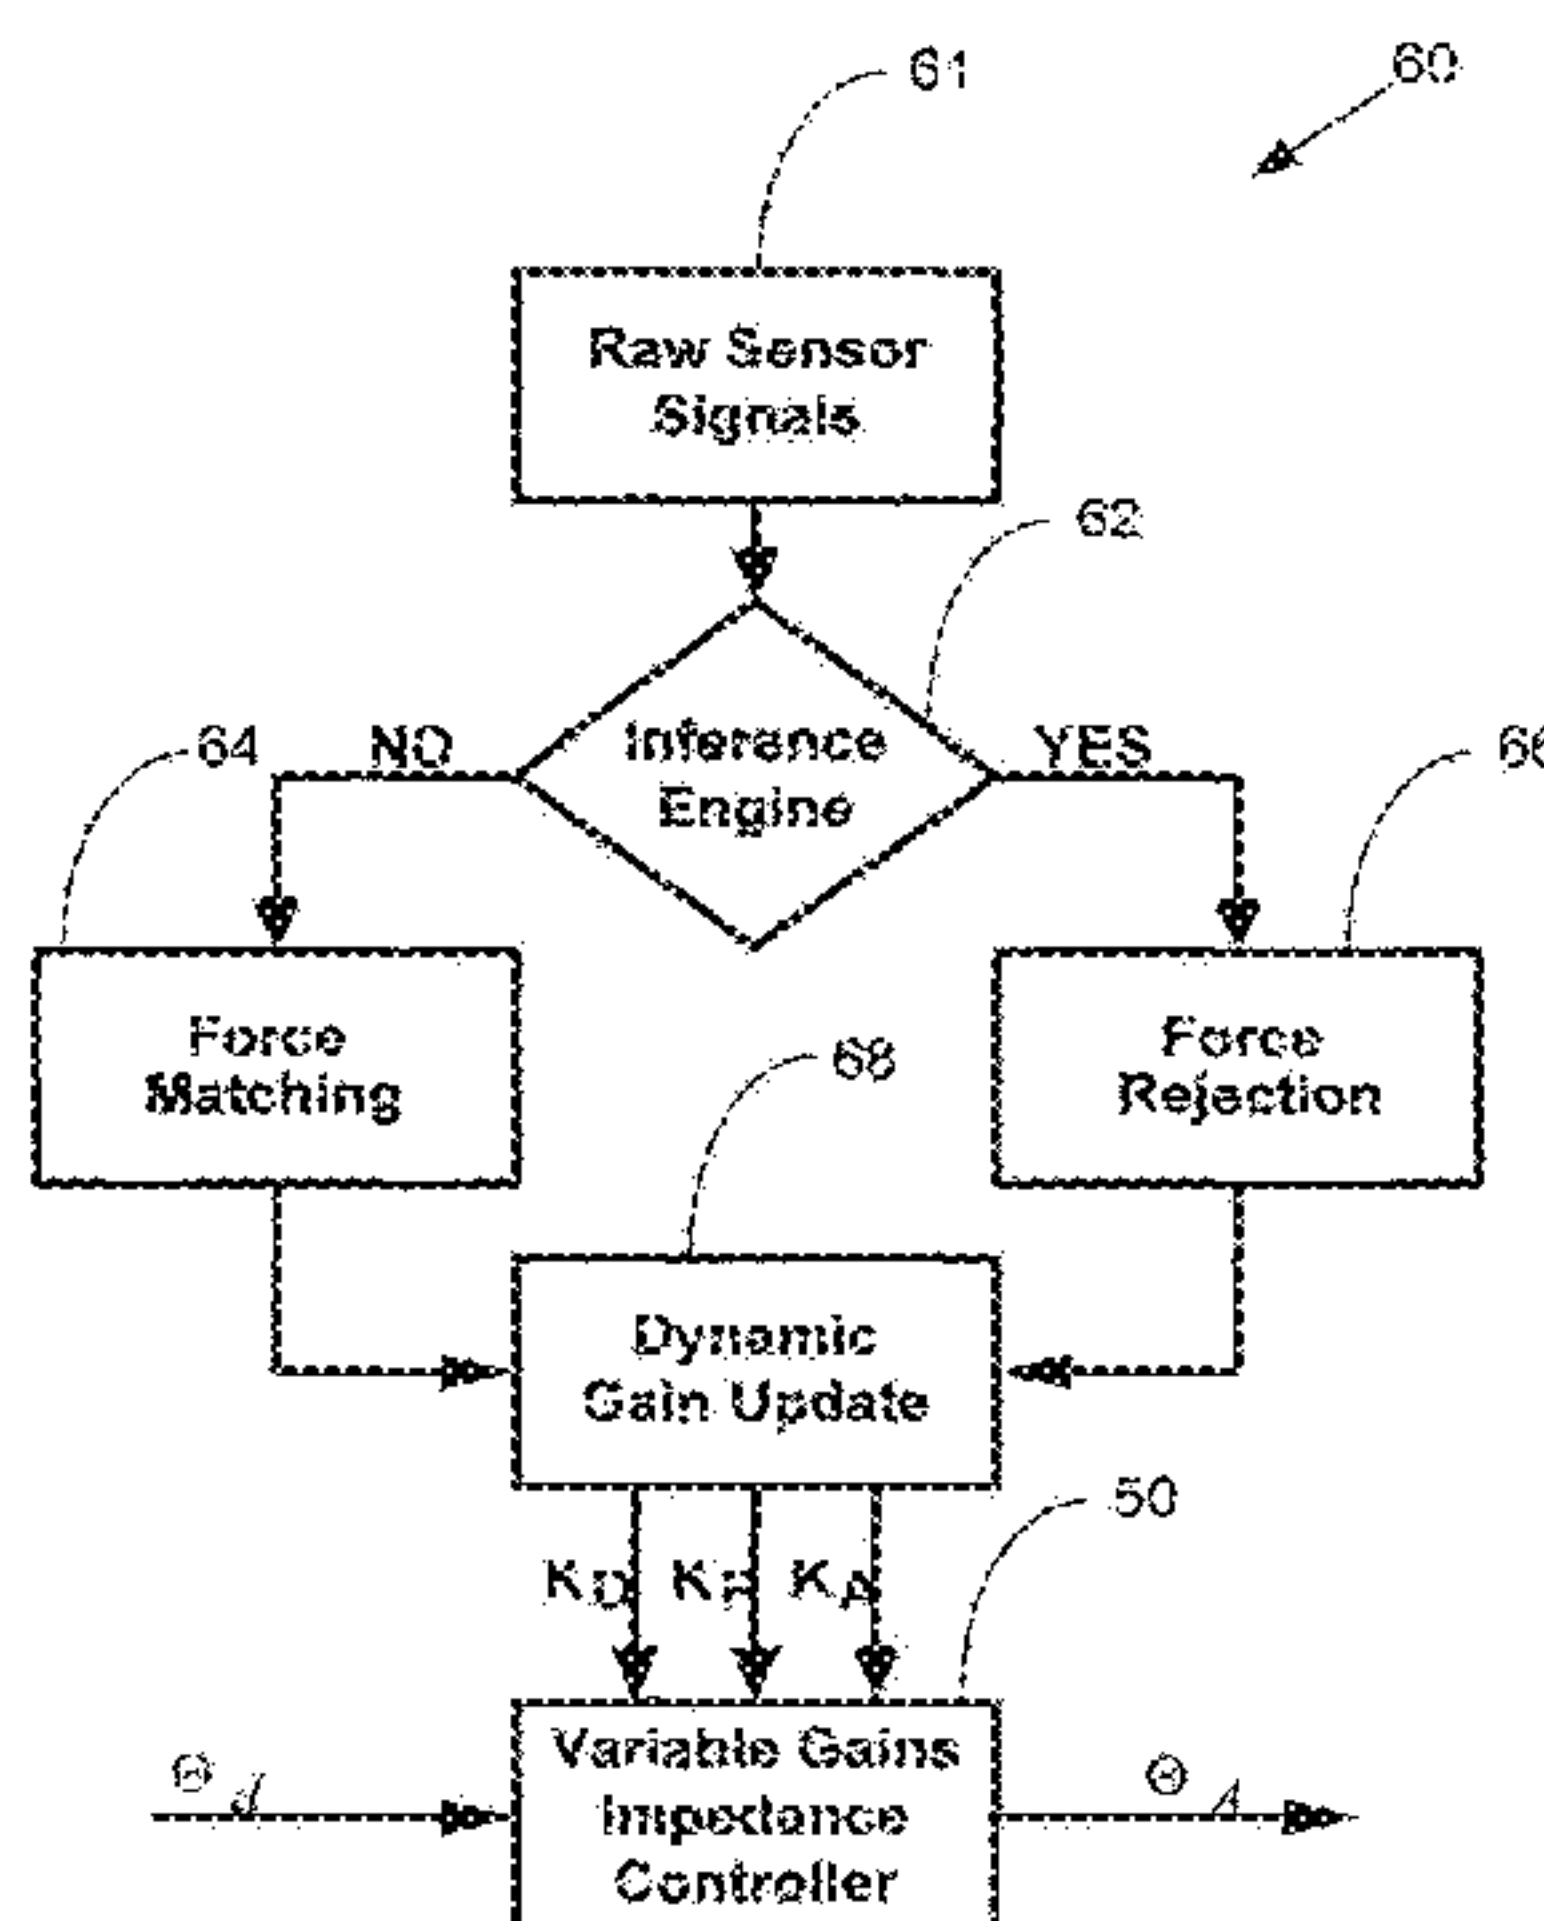 61
60
Raw Sensor
Signals
62
64
NO
Inference
Engine
YES
66
Force
Matching
68
Force
Rejection
Dynamic
Gain Update
50
KD KP KA
Θd
Variable Gains
Impedance
Controller
ΘA